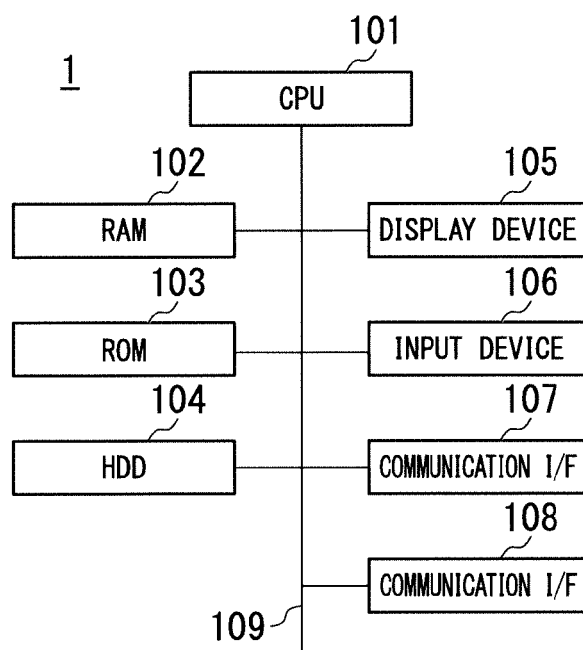 1
101
CPU
102
RAM
105
DISPLAY DEVICE
103
ROM
106
INPUT DEVICE
104
HDD
107
COMMUNICATION I/F
108
COMMUNICATION I/F
109